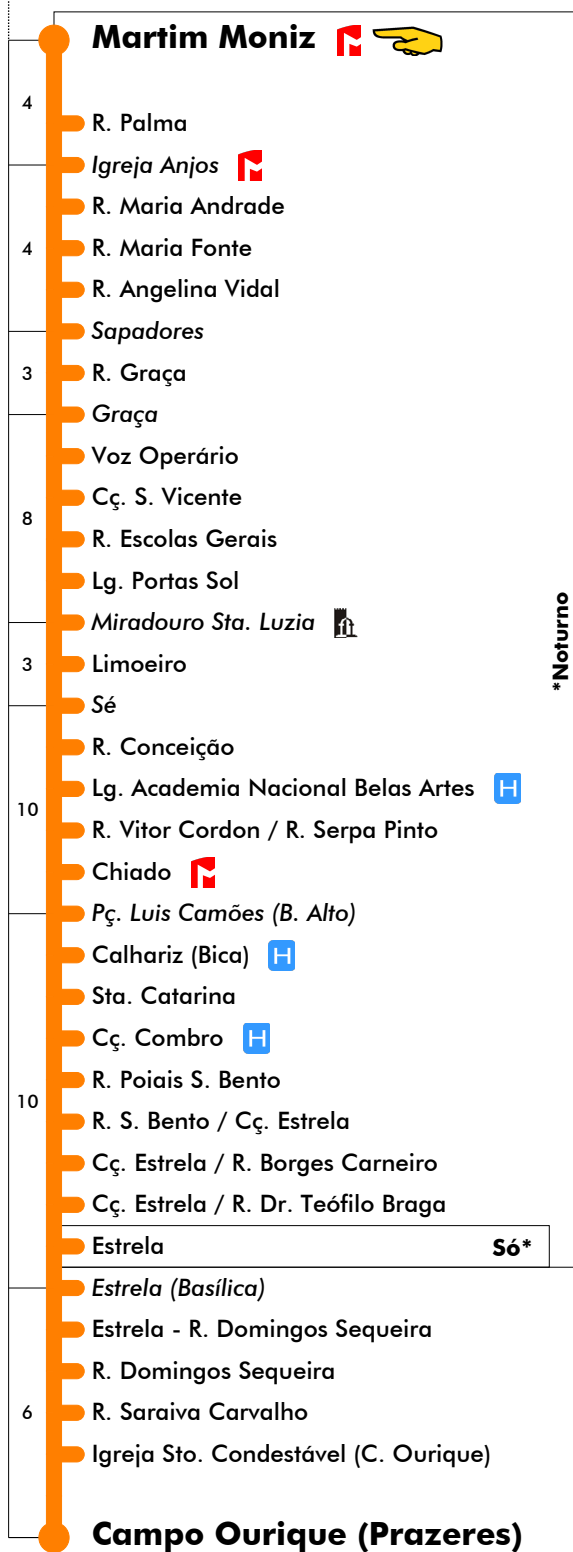 Martim Moniz
4
R. Palma
Igreja Anjos
R. Maria Andrade
4
R. Maria Fonte
R. Angelina Vidal
Sapadores
3
R. Graça
Graça
Voz Operário
Cç. S. Vicente
8
R. Escolas Gerais
Lg. Portas Sol
Miradouro Sta. Luzia
*Noturno
3
Limoeiro
Sé
R. Conceição
Lg. Academia Nacional Belas Artes H
10
R. Vitor Cordon / R. Serpa Pinto
Chiado
Pç. Luis Camões (B. Alto)
Calhariz (Bica) H
Sta. Catarina
Cç. Combro H
R. Poiais S. Bento
10
R. S. Bento / Cç. Estrela
Cç. Estrela / R. Borges Carneiro
Cç. Estrela / R. Dr. Teófilo Braga
Estrela Só*
Estrela (Basílica)
Estrela - R. Domingos Sequeira
R. Domingos Sequeira
6
R. Saraiva Carvalho
Igreja Sto. Condestável (C. Ourique)
Campo Ourique (Prazeres)